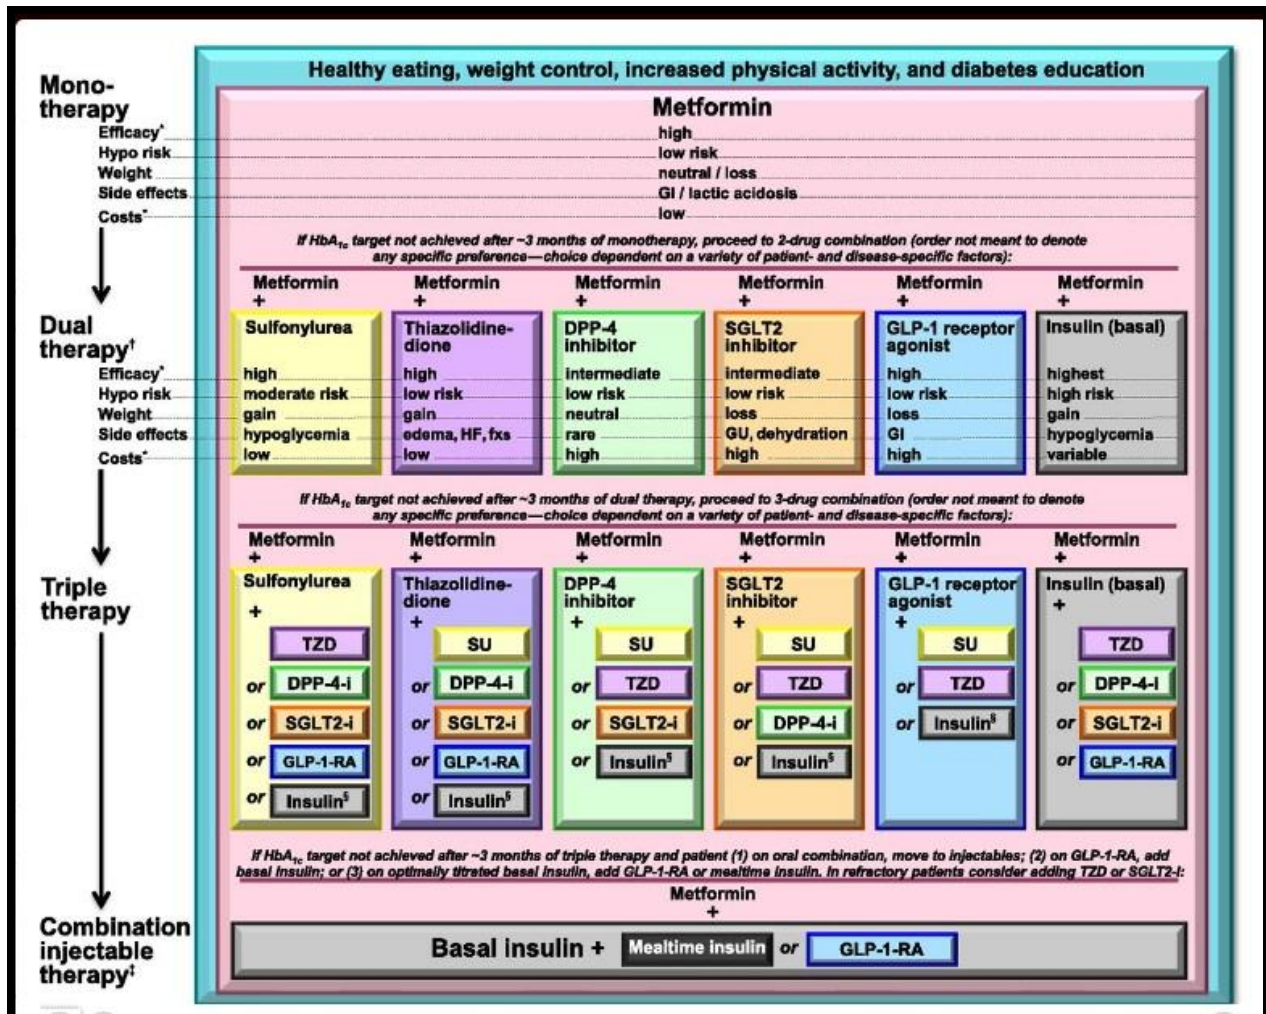 Healthy eating, weight control, increased physical activity, and diabetes education
Mono-
therapy
Metformin
Efficacy* high
Hypo risk low risk
Weight neutral / loss
Side effects GI / lactic acidosis
Costs* low
If HbA1c target not achieved after ~3 months of monotherapy, proceed to 2-drug combination (order not meant to denote
any specific preference—choice dependent on a variety of patient- and disease-specific factors):
Metformin Metformin Metformin Metformin Metformin Metformin
+ + + + + +
Dual
therapy†
Sulfonylurea Thiazolidine- DPP-4 SGLT2 GLP-1 receptor Insulin (basal)
dione inhibitor inhibitor agonist
Efficacy* high high intermediate intermediate high highest
Hypo risk moderate risk low risk low risk low risk low risk high risk
Weight gain gain neutral loss loss gain
Side effects hypoglycemia edema, HF, fxs rare GU, dehydration GI hypoglycemia
Costs* low low high high high variable
If HbA1c target not achieved after ~3 months of dual therapy, proceed to 3-drug combination (order not meant to denote
any specific preference—choice dependent on a variety of patient- and disease-specific factors):
Metformin Metformin Metformin Metformin Metformin Metformin
+ + + + + +
Triple
therapy
Sulfonylurea Thiazolidine- DPP-4 SGLT2 GLP-1 receptor Insulin (basal)
dione inhibitor inhibitor agonist
+ + + + + +
TZD SU SU SU SU TZD
or DPP-4-i or DPP-4-i or TZD or TZD or TZD or DPP-4-i
or SGLT2-i or SGLT2-i or SGLT2-i or DPP-4-i or Insulin§ or SGLT2-i
or GLP-1-RA or GLP-1-RA or Insulin§ or Insulin§ or GLP-1-RA
or Insulin§ or Insulin§
If HbA1c target not achieved after ~3 months of triple therapy and patient (1) on oral combination, move to injectables; (2) on GLP-1-RA, add
basal insulin; or (3) on optimally titrated basal insulin, add GLP-1-RA or mealtime insulin. In refractory patients consider adding TZD or SGLT2-i:
Metformin
+
Combination
injectable
therapy‡
Basal insulin + Mealtime insulin or GLP-1-RA